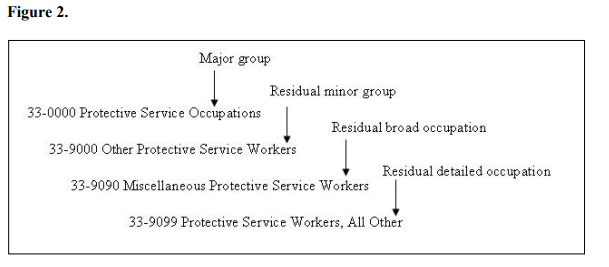 Figure 2.
Major group
Residual minor group
33-0000 Protective Service Occupations
Residual broad occupation
33-9000 Other Protective Service Workers
Residual detailed occupation
33-9090 Miscellaneous Protective Service Workers
33-9099 Protective Service Workers, All Other